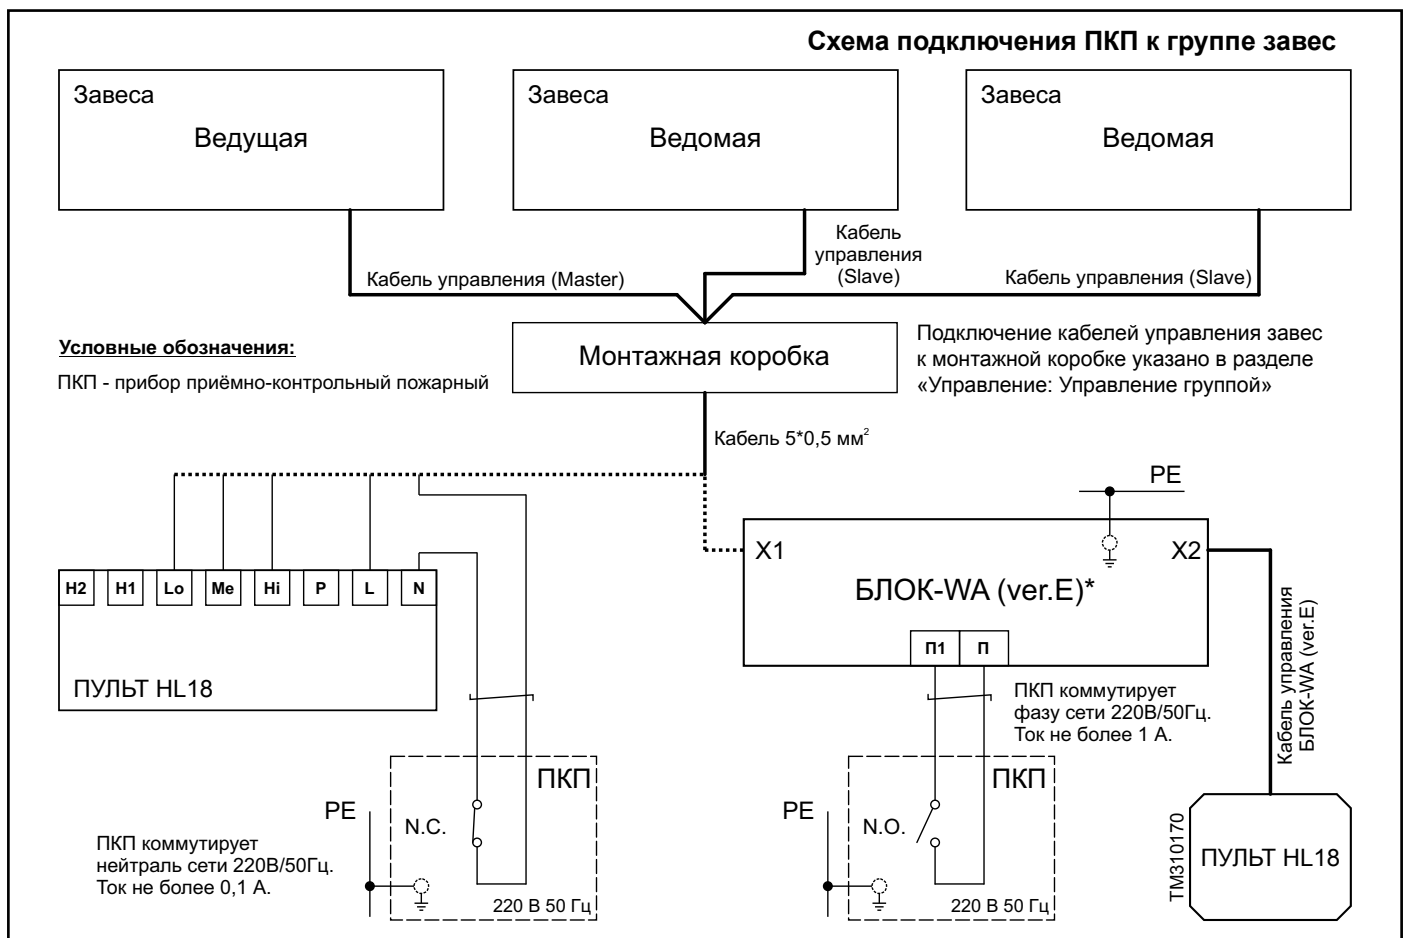 Схема подключения ПКП к группе завес
Завеса
Ведущая
Завеса
Ведомая
Завеса
Ведомая
Кабель управления (Master)
Кабель
управления
(Slave)
Кабель управления (Slave)
Условные обозначения:
ПКП - прибор приёмно-контрольный пожарный
Монтажная коробка
Подключение кабелей управления завес
к монтажной коробке указано в разделе
«Управление: Управление группой»
Кабель 5*0,5 мм²
H2 H1 Lo Me Hi P L N
ПУЛЬТ HL18
PE
X1
X2
БЛОК-WA (ver.E)*
П1 П
ПКП коммутирует
фазу сети 220В/50Гц.
Ток не более 1 А.
Кабель управления
БЛОК-WA (ver.E)
ПКП
PE
N.C.
220 В 50 Гц
ПКП коммутирует
нейтраль сети 220В/50Гц.
Ток не более 0,1 А.
ПКП
PE
N.O.
220 В 50 Гц
TM310170
ПУЛЬТ HL18